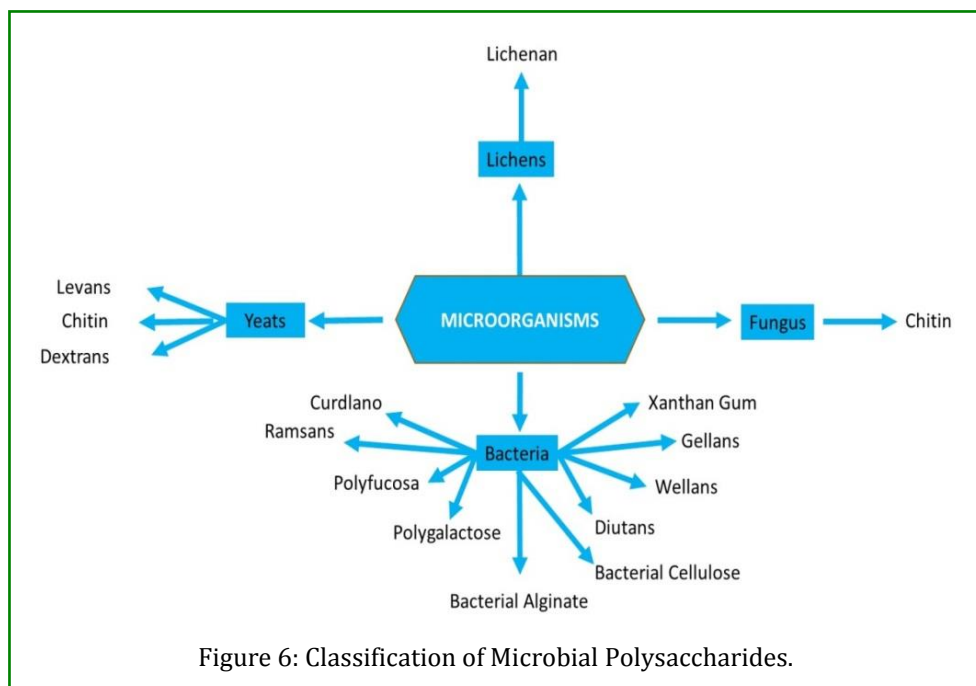 Lichenan
Lichens
Levans
Chitin
Dextrans
Yeats
MICROORGANISMS
Fungus
Chitin
Curdlano
Ramsans
Polyfucosa
Polygalactose
Bacterial Alginate
Bacteria
Xanthan Gum
Gellans
Wellans
Diutans
Bacterial Cellulose
Figure 6: Classification of Microbial Polysaccharides.